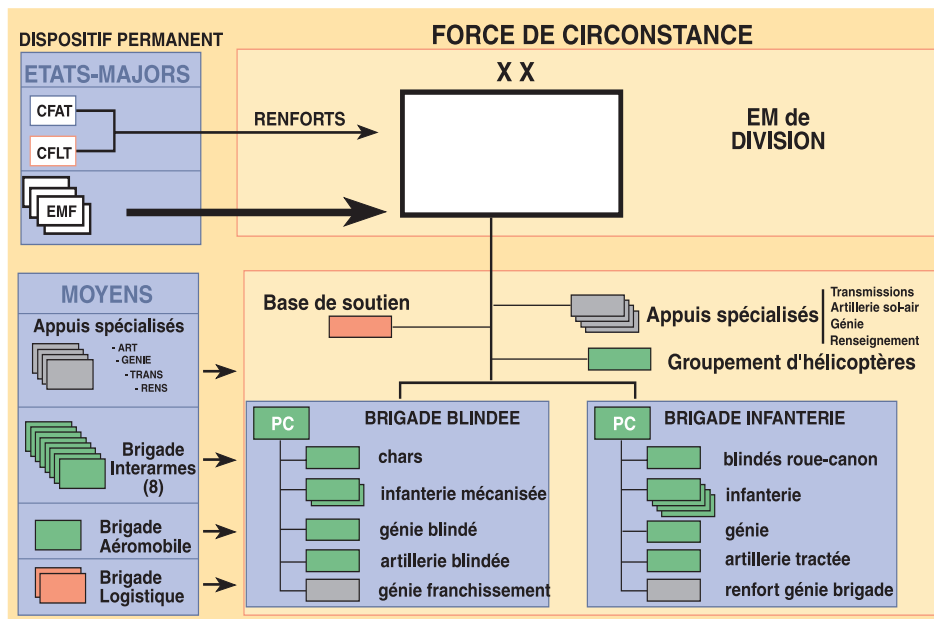 DISPOSITIF PERMANENT
ETATS-MAJORS
CFAT
CFLT
EMF
RENFORTS
FORCE DE CIRCONSTANCE
X X
EM de
DIVISION
MOYENS
Appuis spécialisés
- ART
- GENIE
- TRANS
- RENS
Brigade
Interarmes
(8)
Brigade
Aéromobile
Brigade
Logistique
Base de soutien
Appuis spécialisés
Transmissions
Artillerie sol-air
Génie
Renseignement
Groupement d'hélicoptères
PC
BRIGADE BLINDEE
chars
infanterie mécanisée
génie blindé
artillerie blindée
génie franchissement
PC
BRIGADE INFANTERIE
blindés roue-canon
infanterie
génie
artillerie tractée
renfort génie brigade